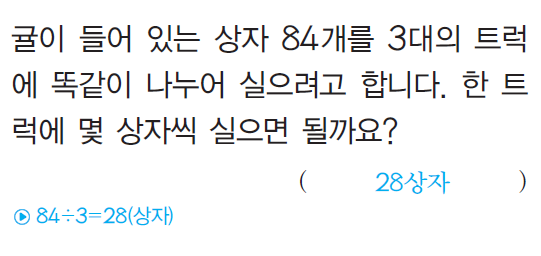 귤이 들어 있는 상자 84개를 3대의 트럭
에 똑같이 나누어 실으려고 합니다. 한 트
럭에 몇 상자씩 실으면 될까요?
( 28상자 )
▶ 84÷3=28(상자)